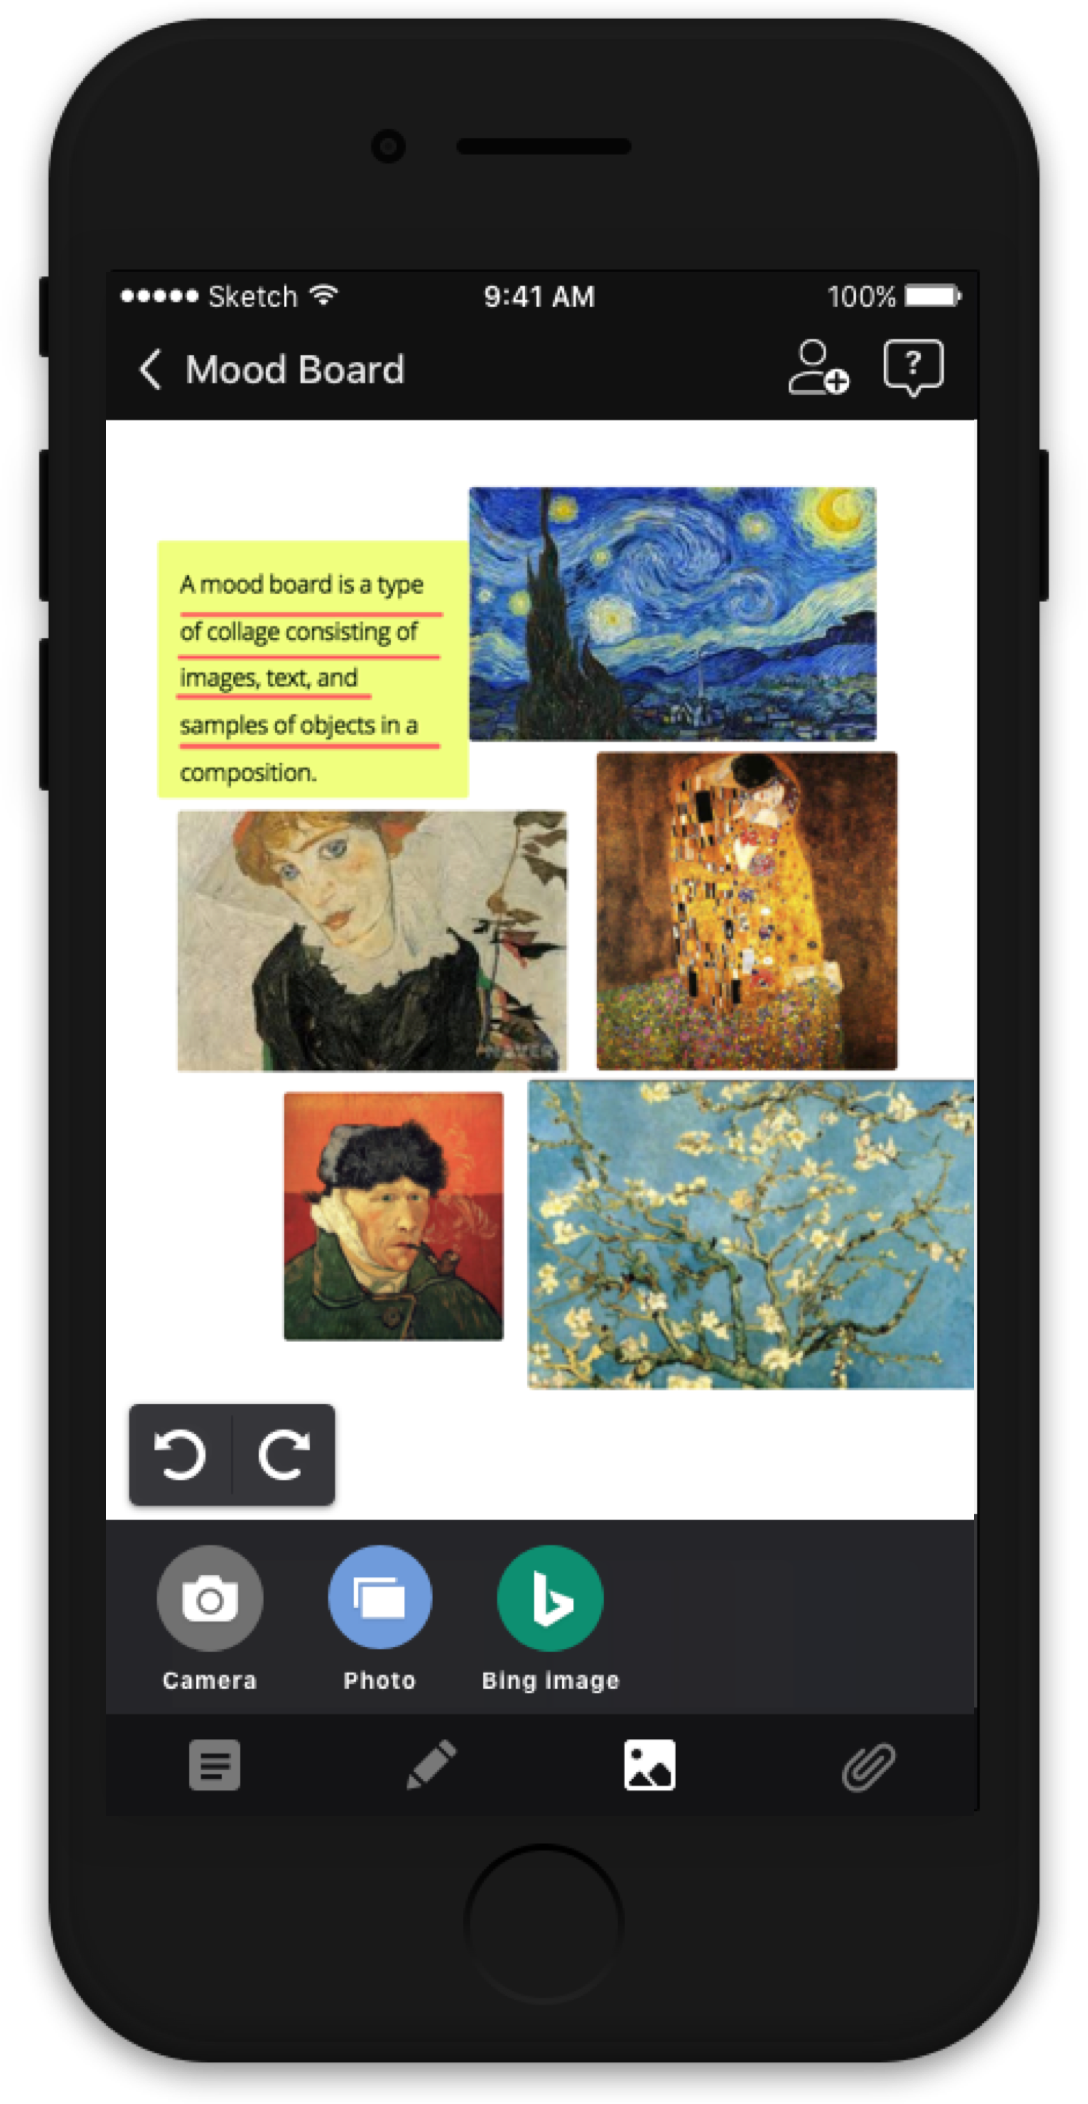 Sketch 9:41 AM 100%
Mood Board
?
A mood board is a type
of collage consisting of
images, text, and
samples of objects in a
composition.
Camera Photo Bing image